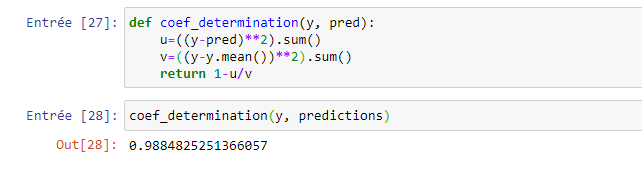 Entrée [27]: def coef_determination(y, pred):
    u=((y-pred)**2).sum()
    v=((y-y.mean())**2).sum()
    return 1-u/v
Entrée [28]: coef_determination(y, predictions)
Out[28]: 0.9884825251366057